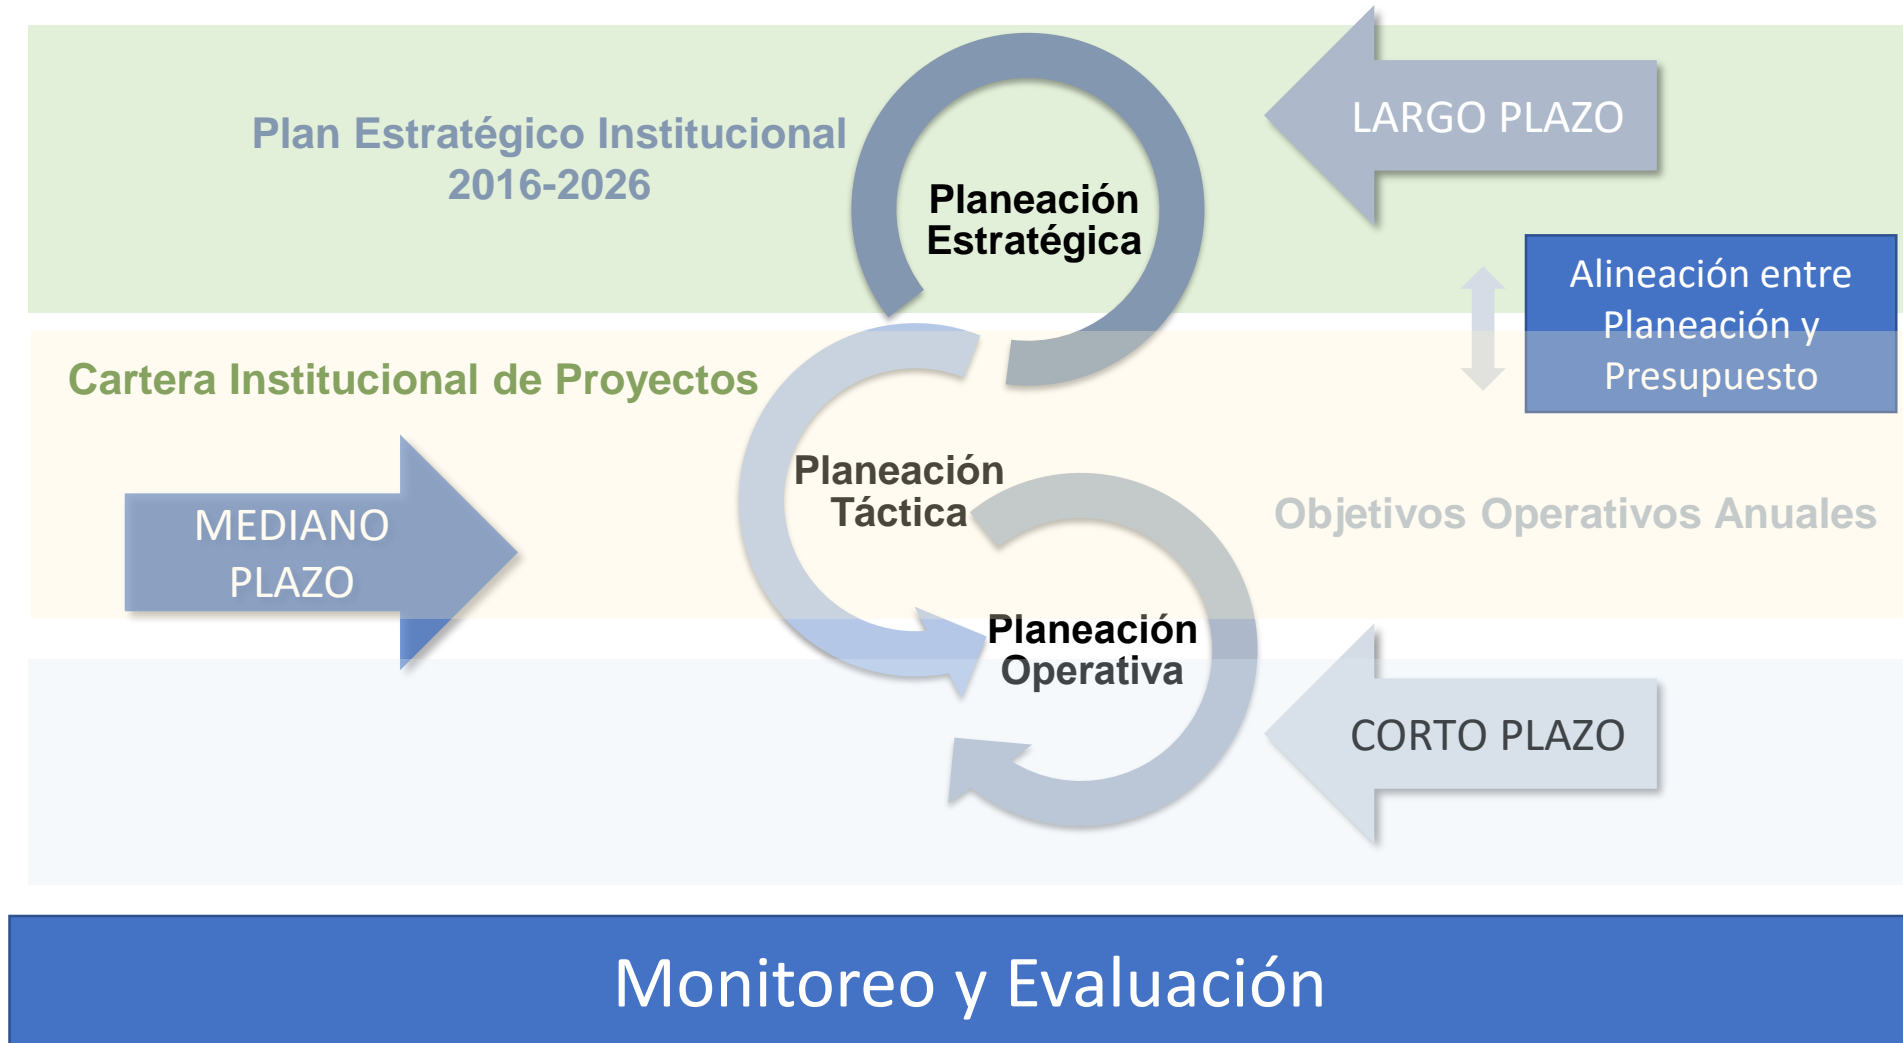 Plan Estratégico Institucional
2016-2026
Planeación
Estratégica
LARGO PLAZO
Alineación entre
Planeación y
Presupuesto
Cartera Institucional de Proyectos
MEDIANO
PLAZO
Planeación
Táctica
Objetivos Operativos Anuales
Planeación
Operativa
CORTO PLAZO
Monitoreo y Evaluación